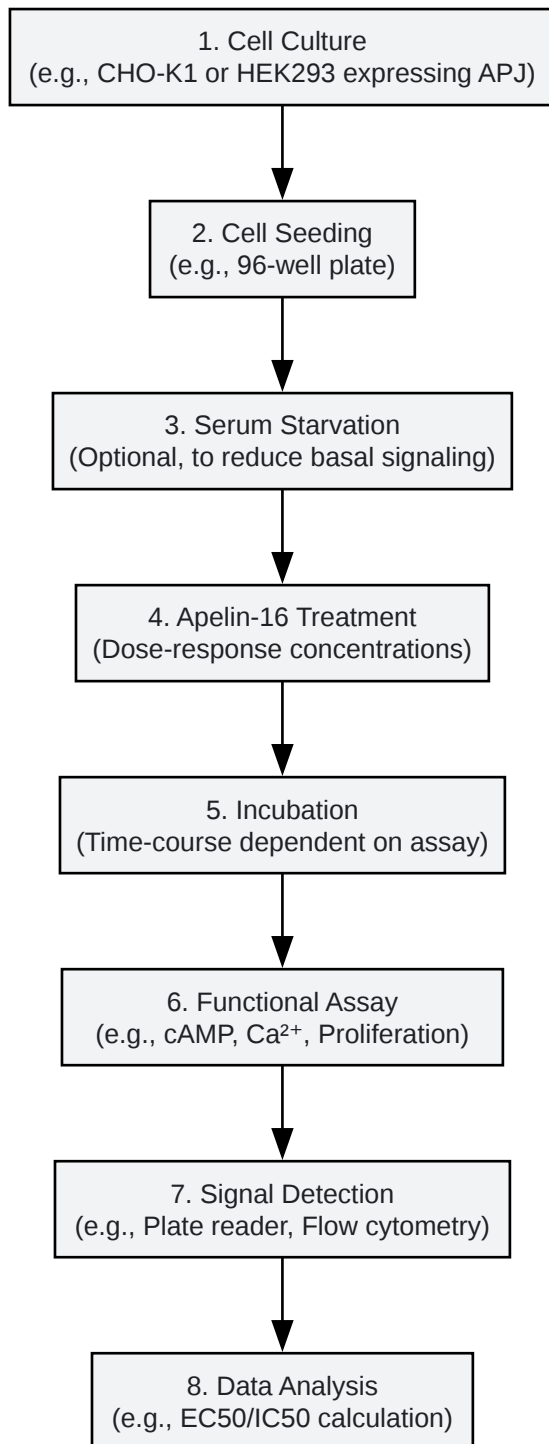 1. Cell Culture
(e.g., CHO-K1 or HEK293 expressing APJ)
2. Cell Seeding
(e.g., 96-well plate)
3. Serum Starvation
(Optional, to reduce basal signaling)
4. Apelin-16 Treatment
(Dose-response concentrations)
5. Incubation
(Time-course dependent on assay)
6. Functional Assay
(e.g., cAMP, Ca²⁺, Proliferation)
7. Signal Detection
(e.g., Plate reader, Flow cytometry)
8. Data Analysis
(e.g., EC50/IC50 calculation)